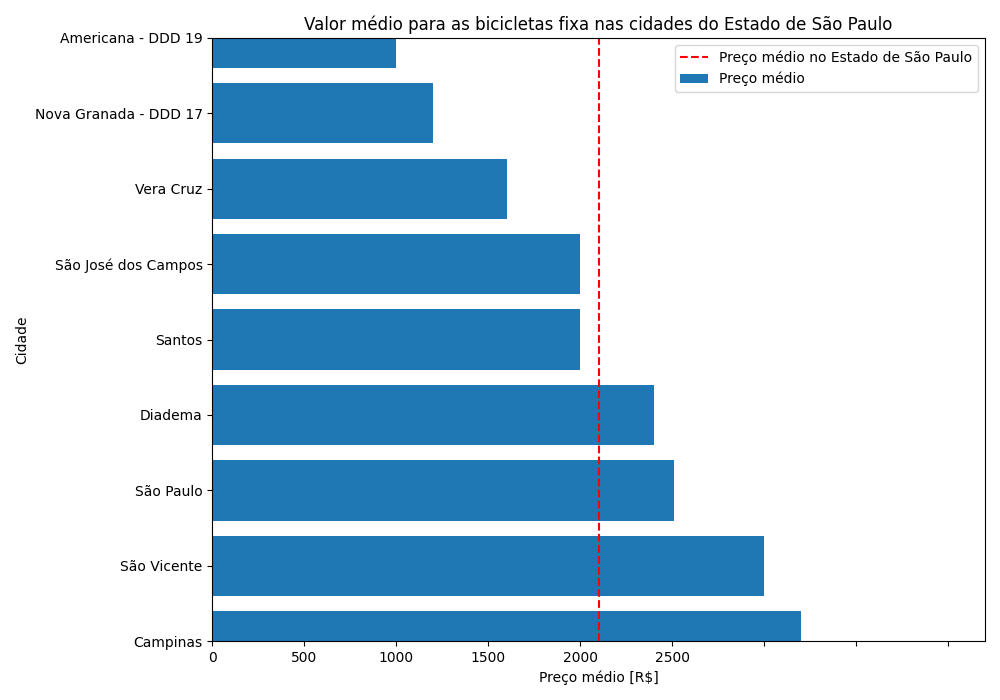 Valor médio para as bicicletas fixa nas cidades do Estado de São Paulo
Preço médio no Estado de São Paulo
Preço médio
Cidade
Americana - DDD 19
Nova Granada - DDD 17
Vera Cruz
São José dos Campos
Santos
Diadema
São Paulo
São Vicente
Campinas
0 500 1000 1500 2000 2500
Preço médio [R$]